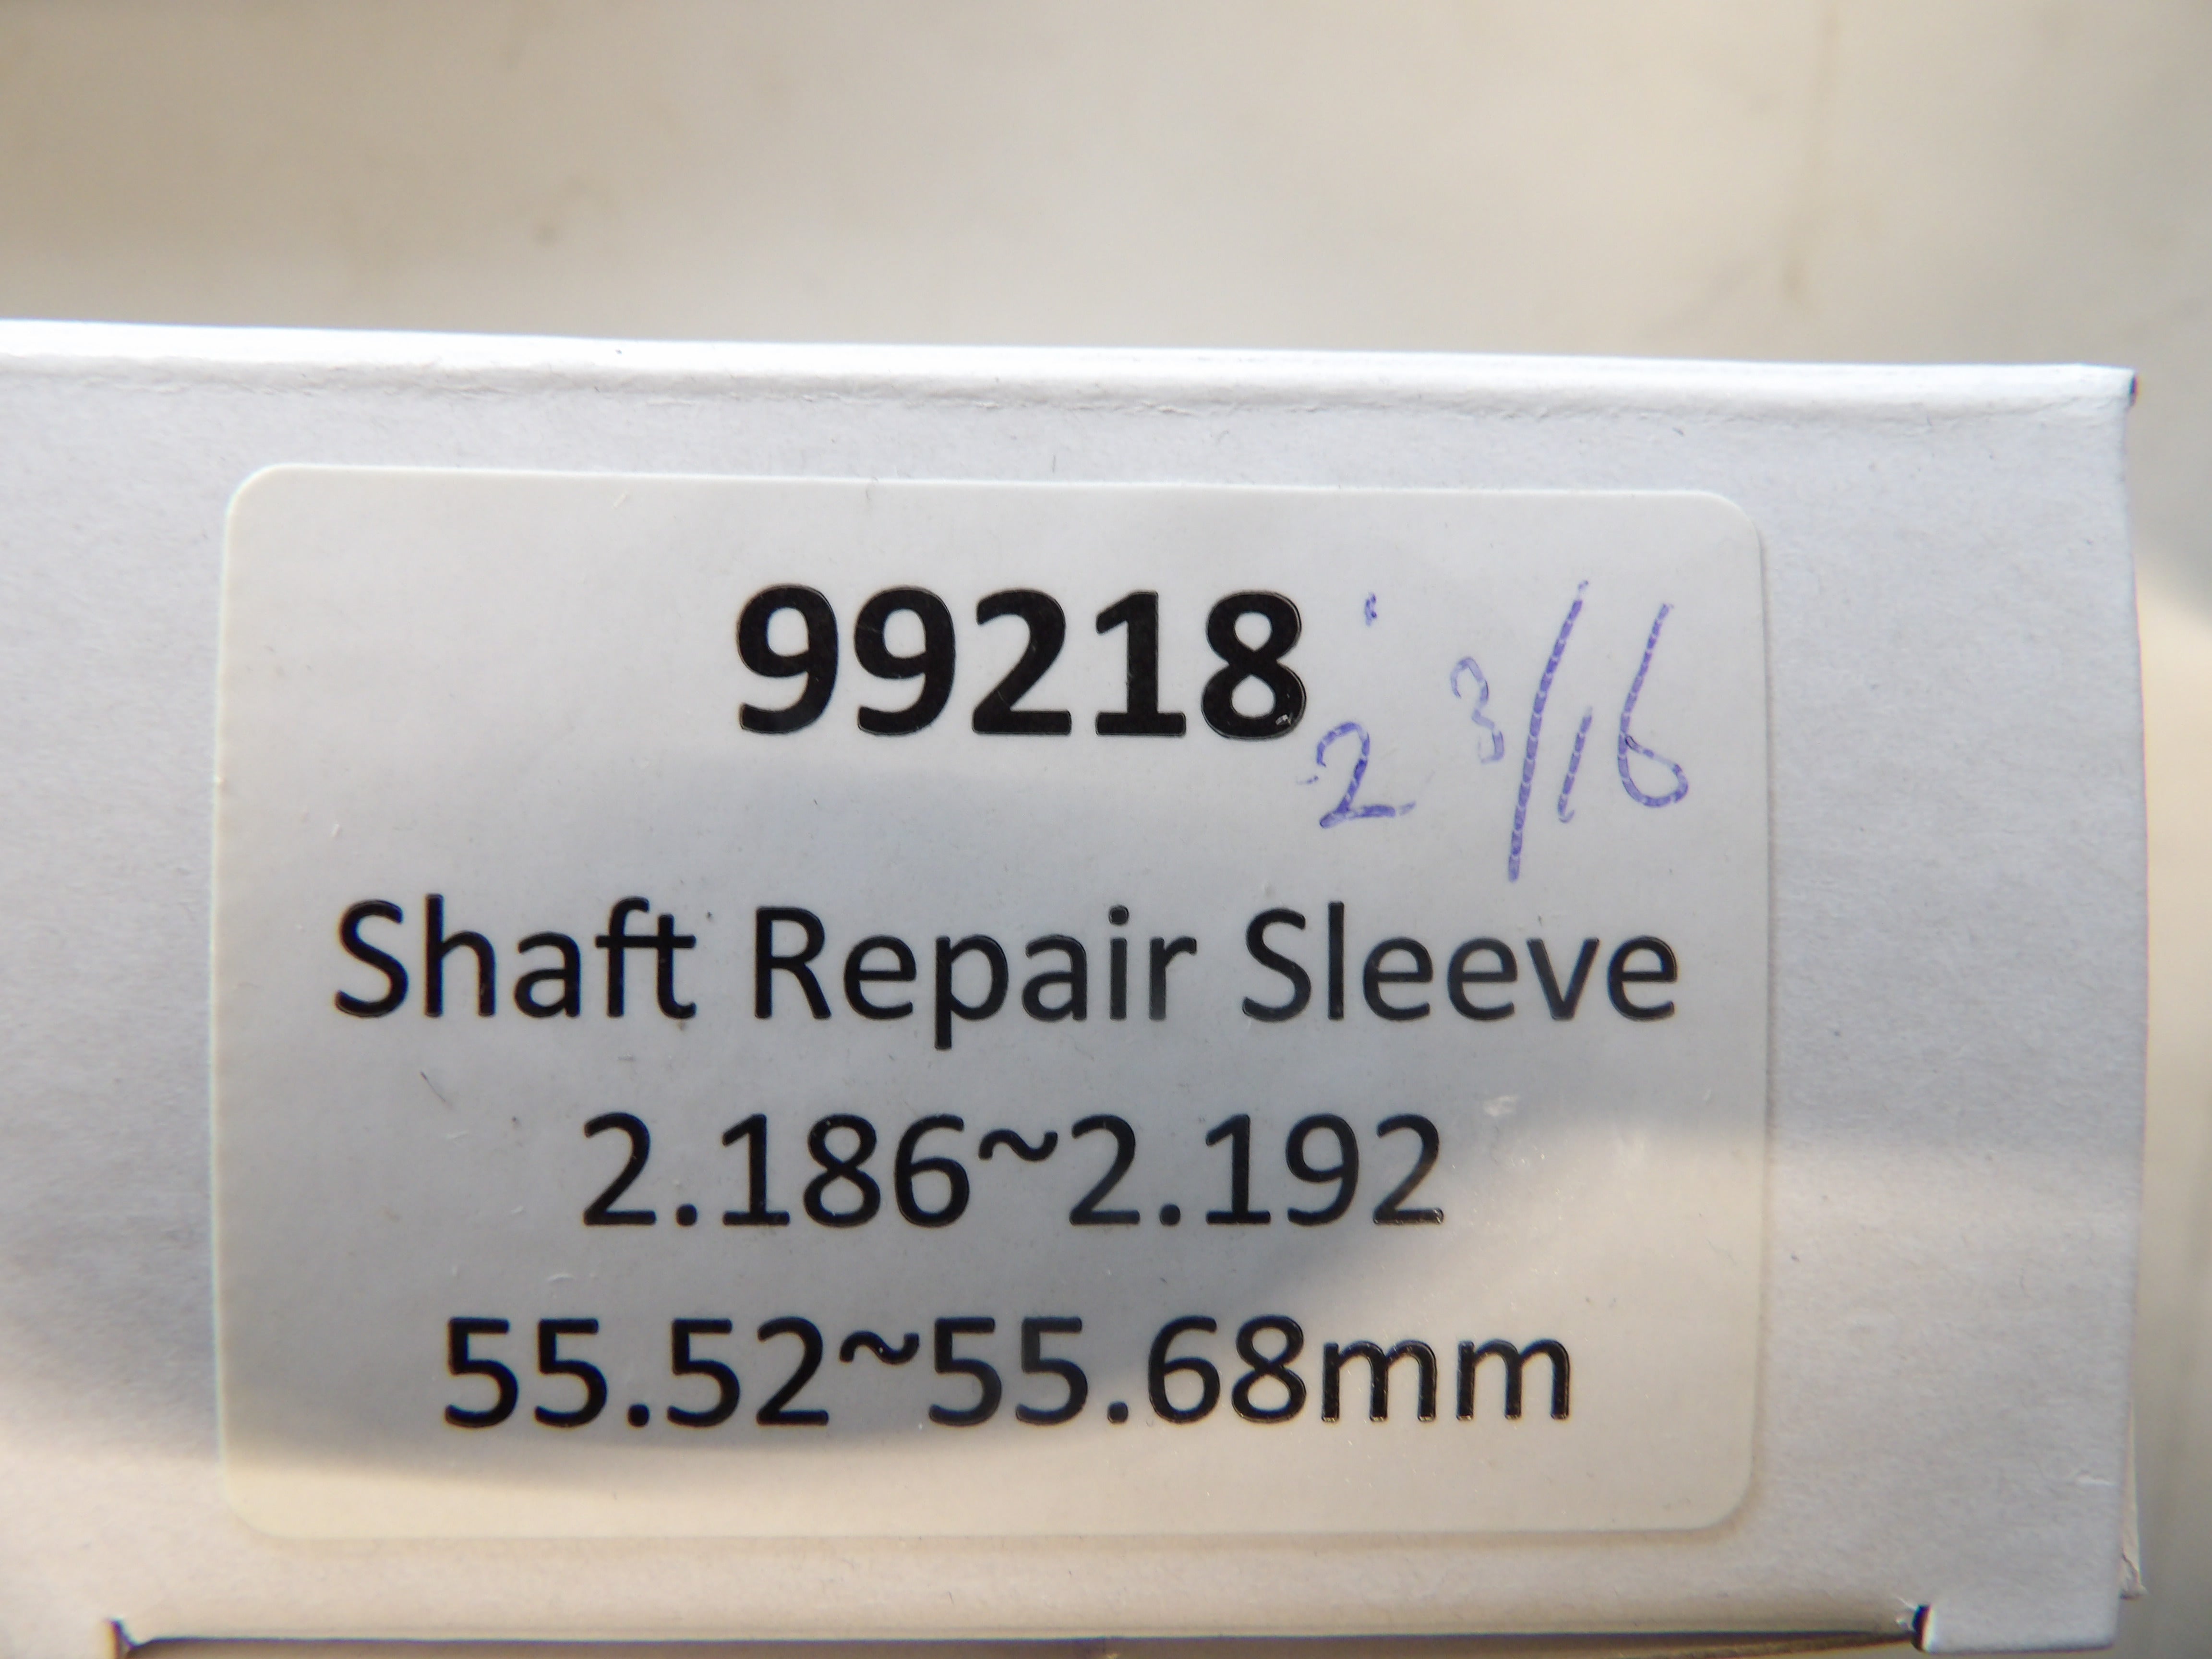 99218
2 3/16
Shaft Repair Sleeve
2.186~2.192
55.52~55.68mm